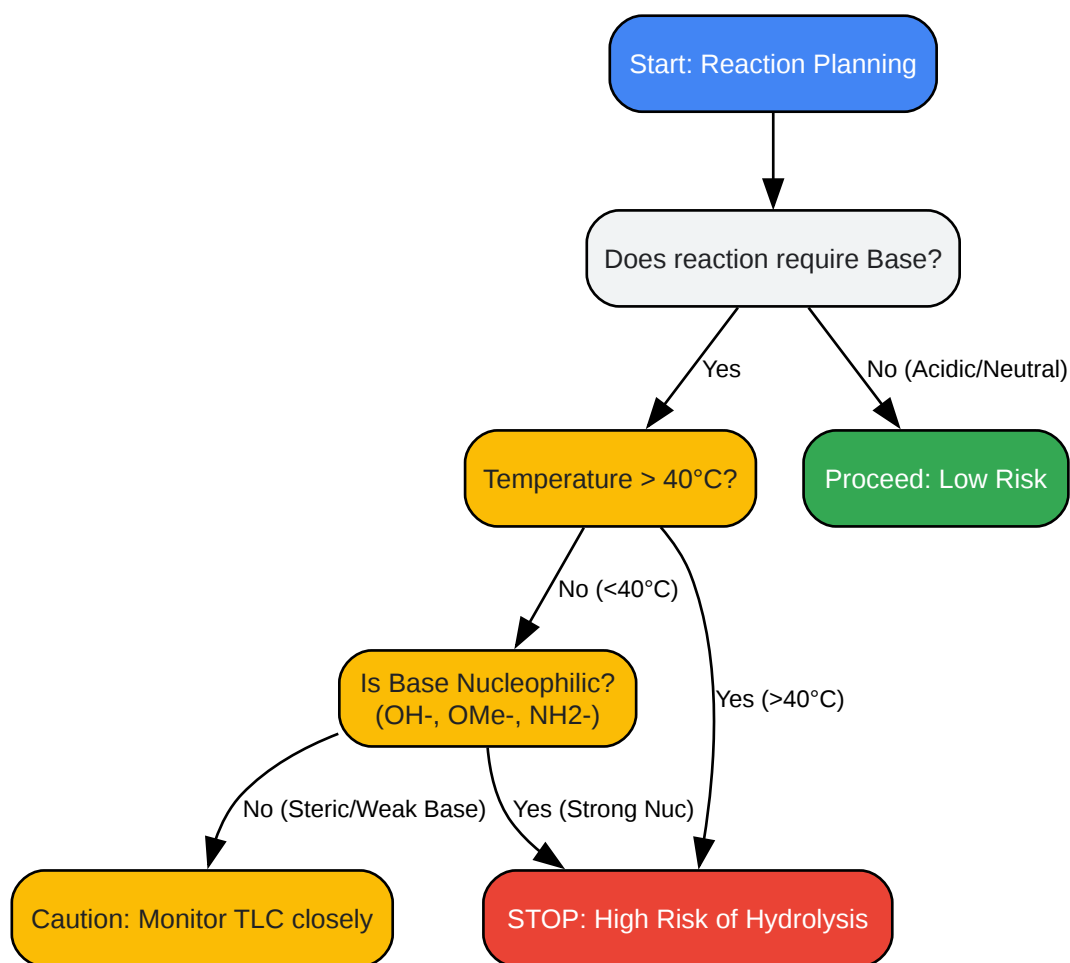 Start: Reaction Planning
Does reaction require Base?
Yes
No (Acidic/Neutral)
Temperature > 40°C?
Proceed: Low Risk
No (<40°C)
Is Base Nucleophilic?
(OH-, OMe-, NH2-)
Yes (>40°C)
No (Steric/Weak Base)
Yes (Strong Nuc)
Caution: Monitor TLC closely
STOP: High Risk of Hydrolysis